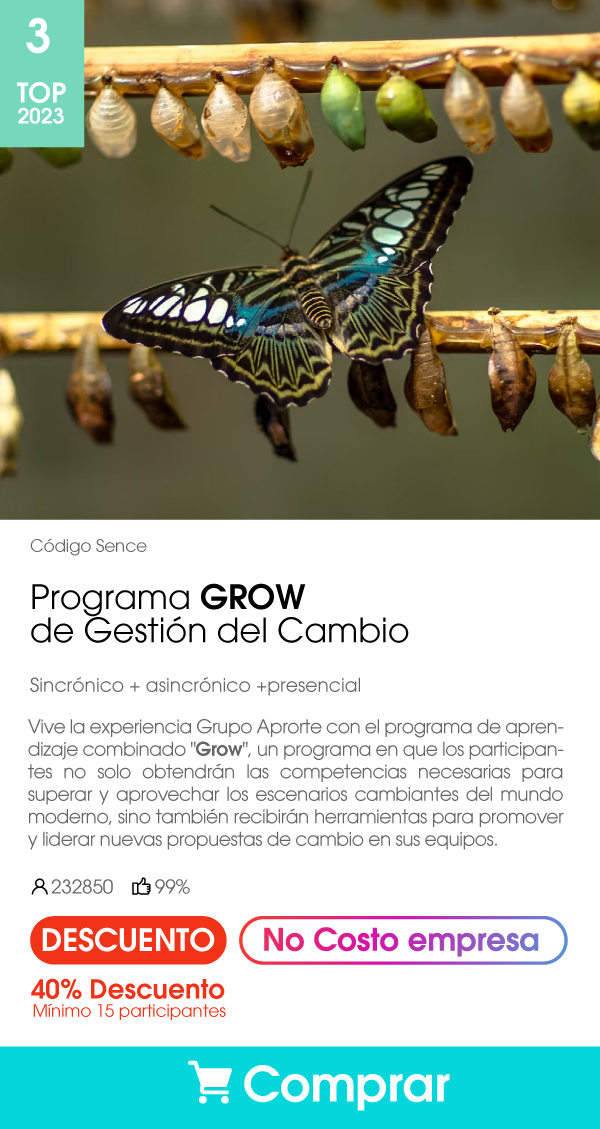 3
TOP
2023
Código Sence
Programa GROW
de Gestión del Cambio
Sincrónico + asincrónico +presencial
Vive la experiencia Grupo Aprorte con el programa de apren-
dizaje combinado "Grow", un programa en que los participan-
tes no solo obtendrán las competencias necesarias para
superar y aprovechar los escenarios cambiantes del mundo
moderno, sino también recibirán herramientas para promover
y liderar nuevas propuestas de cambio en sus equipos.
232850 99%
DESCUENTO No Costo empresa
40% Descuento
Mínimo 15 participantes
Comprar